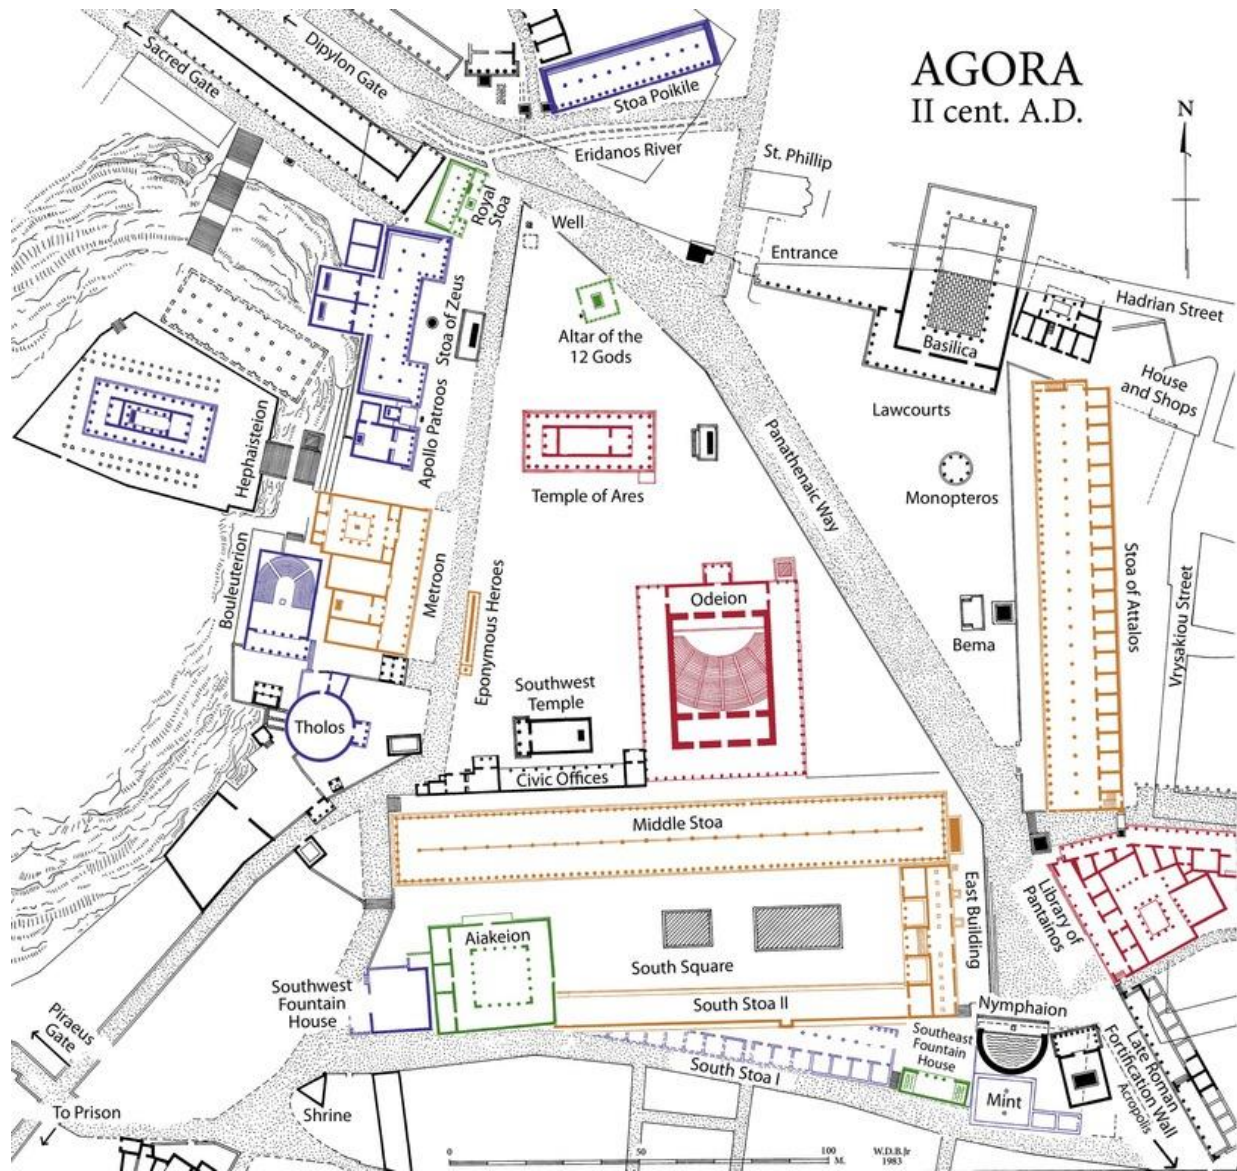 AGORA
II cent. A.D.
N
Sacred Gate
Dipylon Gate
Stoa Poikile
Eridanos River
St. Phillip
Royal
Stoa
Well
Entrance
Hadrian Street
Stoa of Zeus
Altar of the
12 Gods
Basilica
House
and Shops
Lawcourts
Hephaisteion
Apollo Patroos
Temple of Ares
Panathenaic Way
Monopteros
Bouleuterion
Metroon
Eponymous Heroes
Odeion
Bema
Stoa of Attalos
Vrysakiou Street
Tholos
Southwest
Temple
Civic Offices
Middle Stoa
East Building
Library of
Pantainos
Aiakeion
South Square
Southwest
Fountain
House
South Stoa II
Nymphaion
Piraeus
Gate
South Stoa I
Southeast
Fountain
House
Mint
Late Roman
Fortification Wall
Acropolis
To Prison
Shrine
0 50 100
M.
W.D.B.Jr
1983